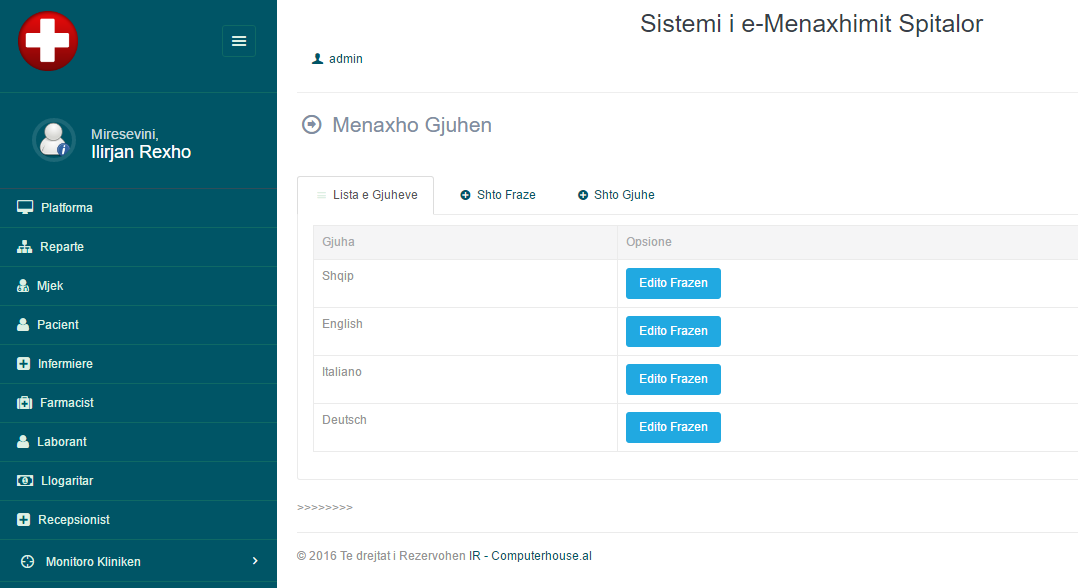 Sistemi i e-Menaxhimit Spitalor
admin
Miresevini,
Ilirjan Rexho
Platforma
Reparte
Mjek
Pacient
Infermiere
Farmacist
Laborant
Llogaritar
Recepsionist
Monitoro Kliniken
Menaxho Gjuhen
Lista e Gjuheve Shto Fraze Shto Gjuhe
Gjuha Opsione
Shqip Edito Frazen
English Edito Frazen
Italiano Edito Frazen
Deutsch Edito Frazen
>>>>>>>>
© 2016 Te drejtat i Rezervohen IR - Computerhouse.al